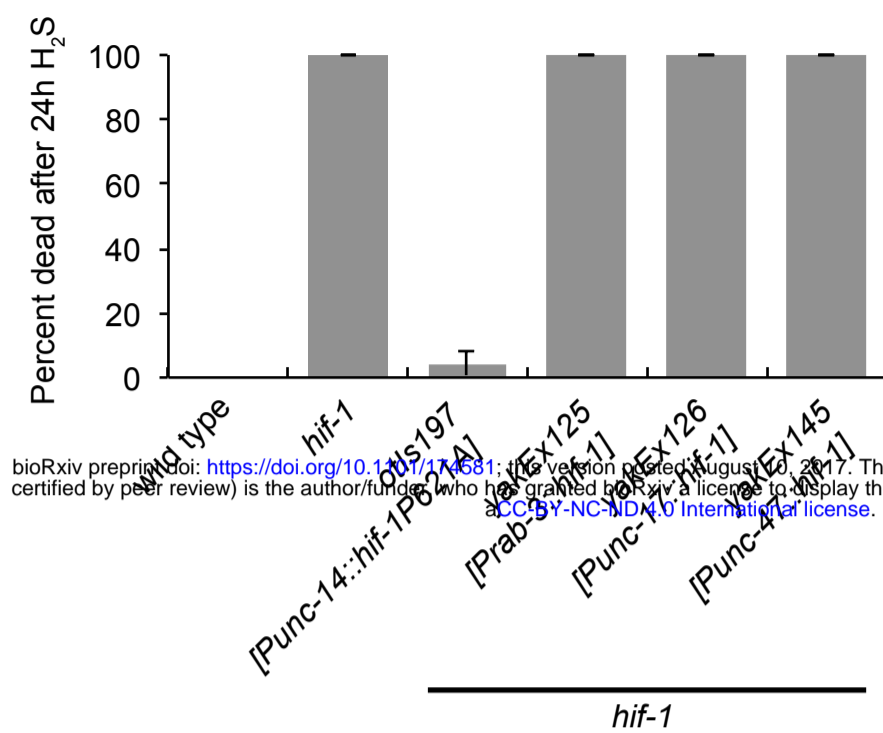 Percent dead after 24h H2S
100
80
60
40
20
0
wild type
hif-1
otIs197
[Punc-14::hif-1P621A]
yakEx125
[Prab-3::hif-1]
yakEx126
[Punc-17::hif-1]
yakEx145
[Punc-47::hif-1]
bioRxiv preprint doi: https://doi.org/10.1101/174581; this version posted August 10, 2017. Th
certified by peer review) is the author/funder, who has granted bioRxiv a license to display th
aCC-BY-NC-ND 4.0 International license.
hif-1